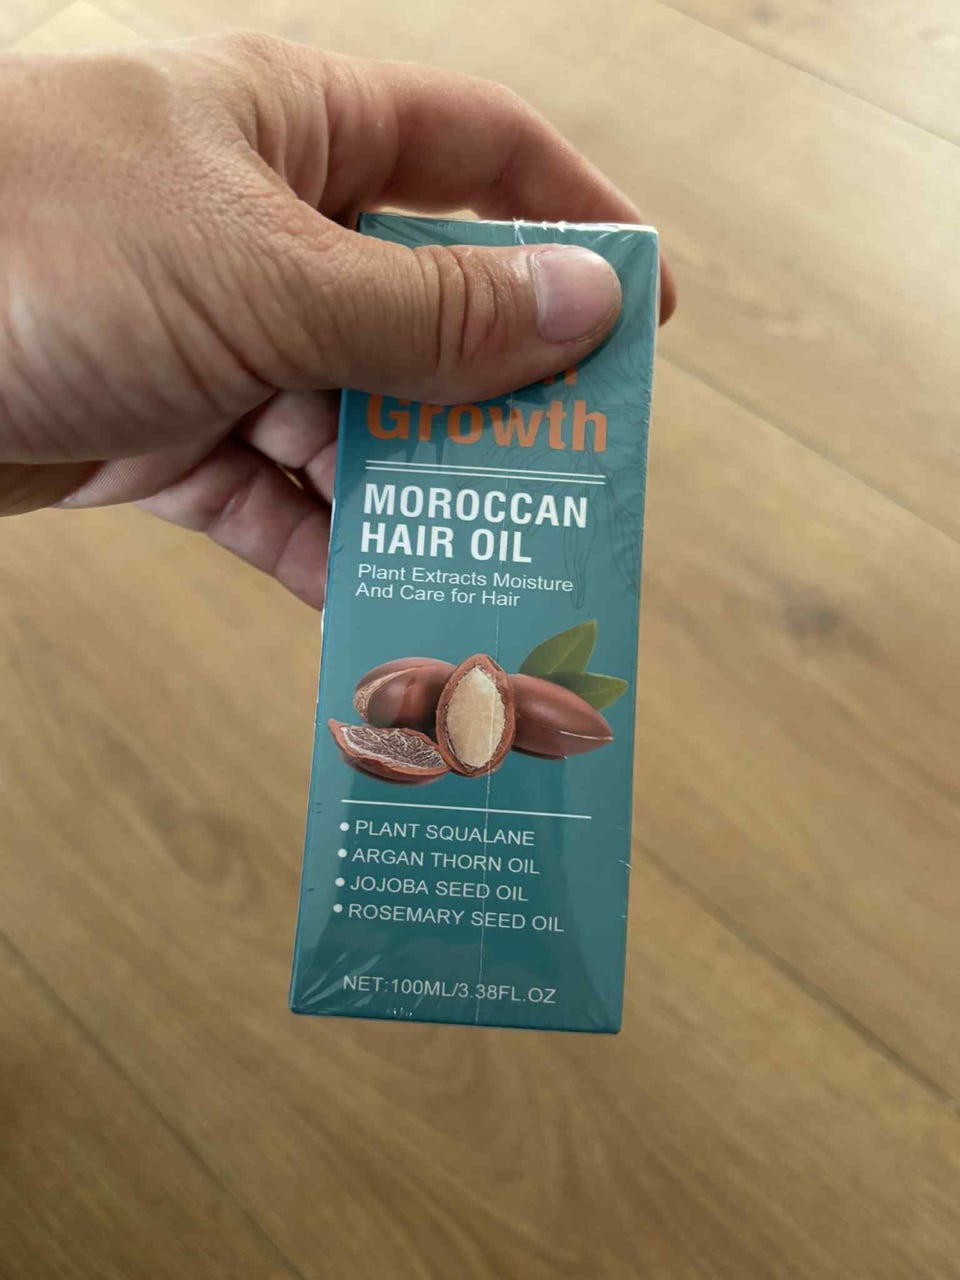 Growth
MOROCCAN
HAIR OIL
Plant Extracts Moisture
And Care for Hair
• PLANT SQUALANE
• ARGAN THORN OIL
• JOJOBA SEED OIL
• ROSEMARY SEED OIL
NET:100ML/3.38FL.OZ